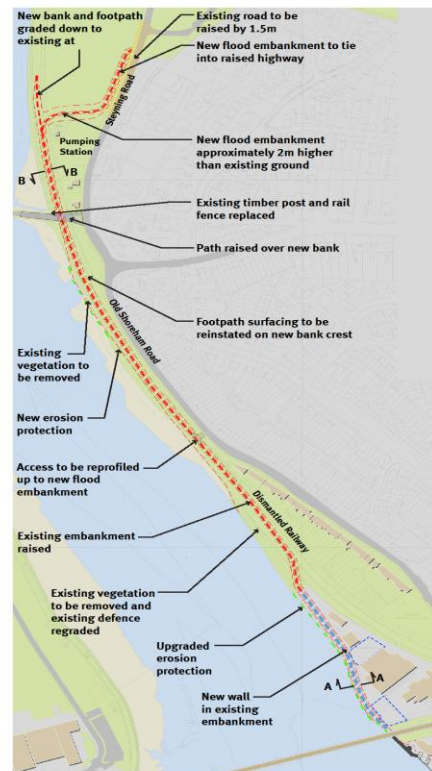 New bank and footpath
graded down to
existing at
Existing road to be
raised by 1.5m
New flood embankment to tie
into raised highway
Steyning Road
Pumping
Station
New flood embankment
approximately 2m higher
than existing ground
B
B
Existing timber post and rail
fence replaced
Path raised over new bank
Old Shoreham Road
Footpath surfacing to be
reinstated on new bank crest
Existing
vegetation to
be removed
New erosion
protection
Access to be reprofiled
up to new flood
embankment
Dismantled Railway
Existing embankment
raised
Existing vegetation
to be removed and
existing defence
regraded
Upgraded
erosion
protection
A
A
New wall
in existing
embankment